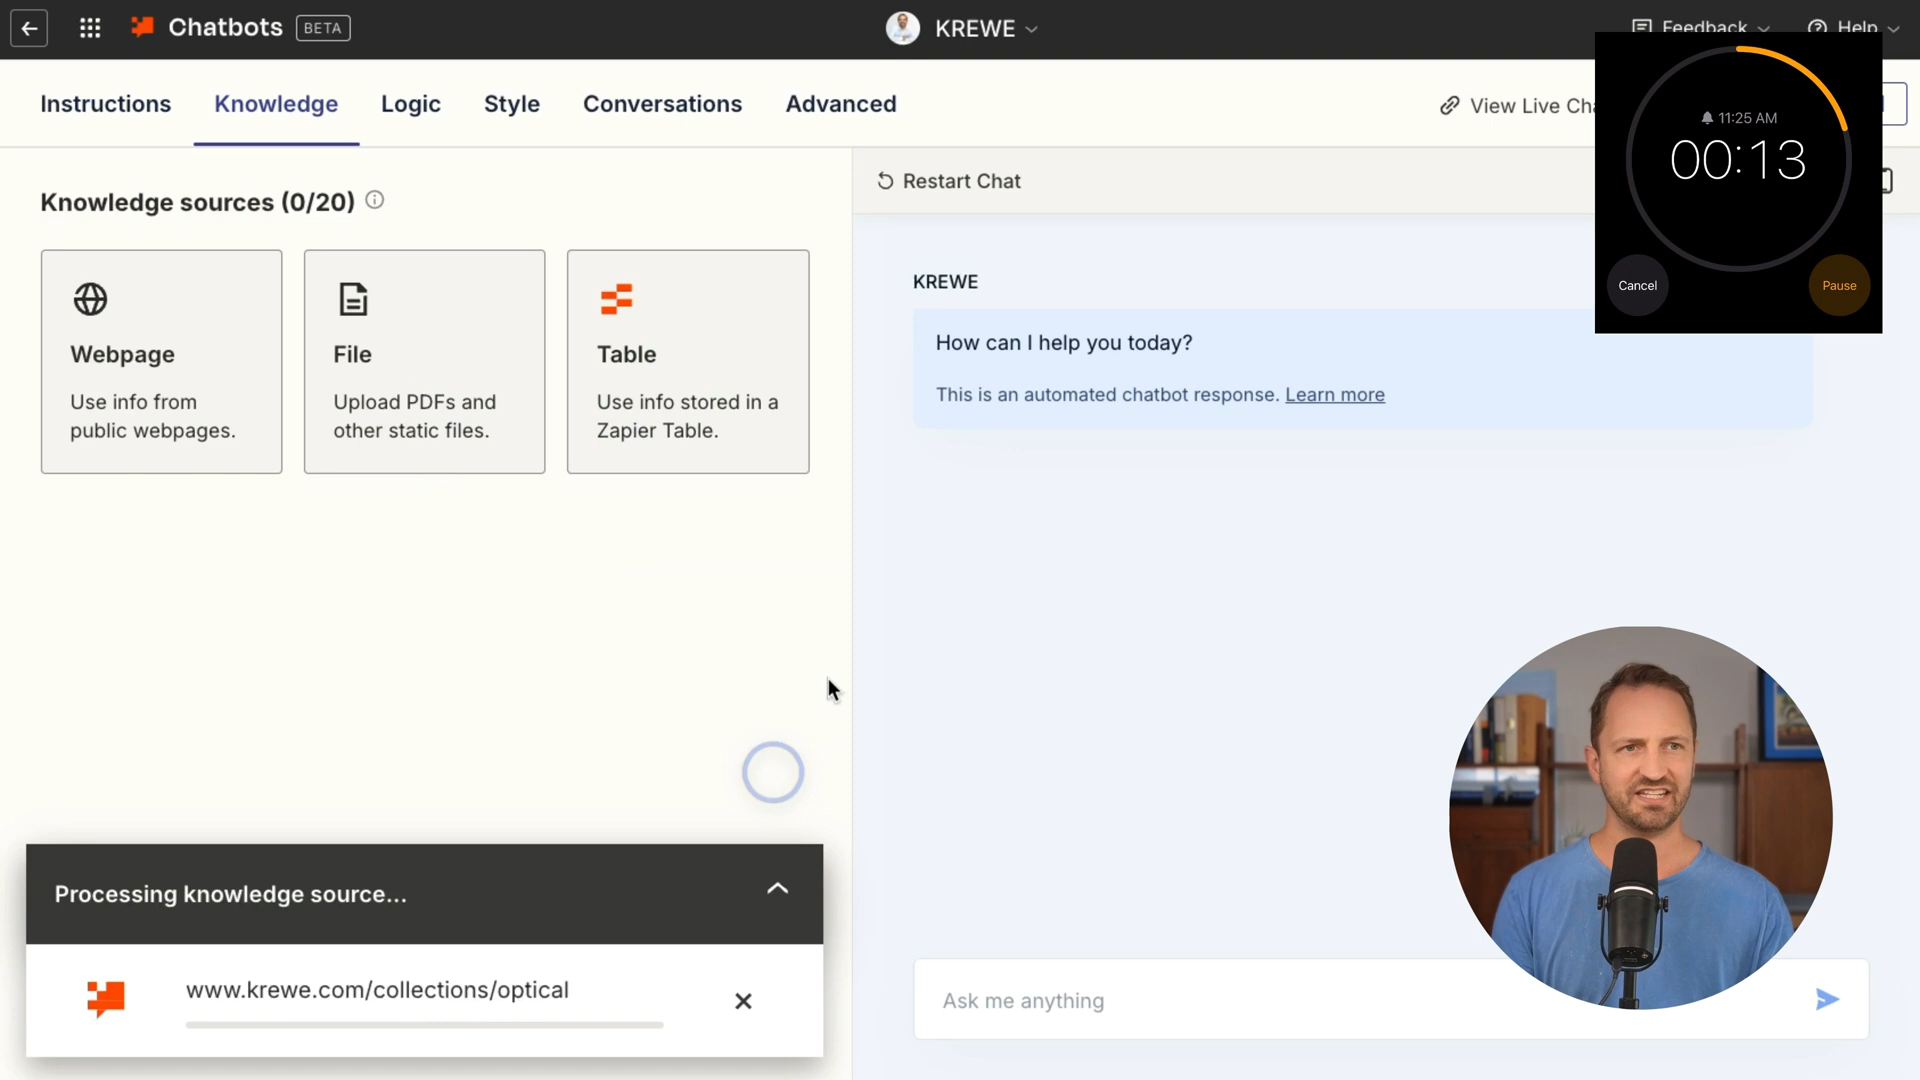 Chatbots BETA
KREWE
Feedback
Help
Instructions
Knowledge
Logic
Style
Conversations
Advanced
View Live Cha
11:25 AM
00:13
Cancel
Pause
Knowledge sources (0/20)
Webpage
Use info from
public webpages.
File
Upload PDFs and
other static files.
Table
Use info stored in a
Zapier Table.
Restart Chat
KREWE
How can I help you today?
This is an automated chatbot response. Learn more
Processing knowledge source...
www.krewe.com/collections/optical
Ask me anything